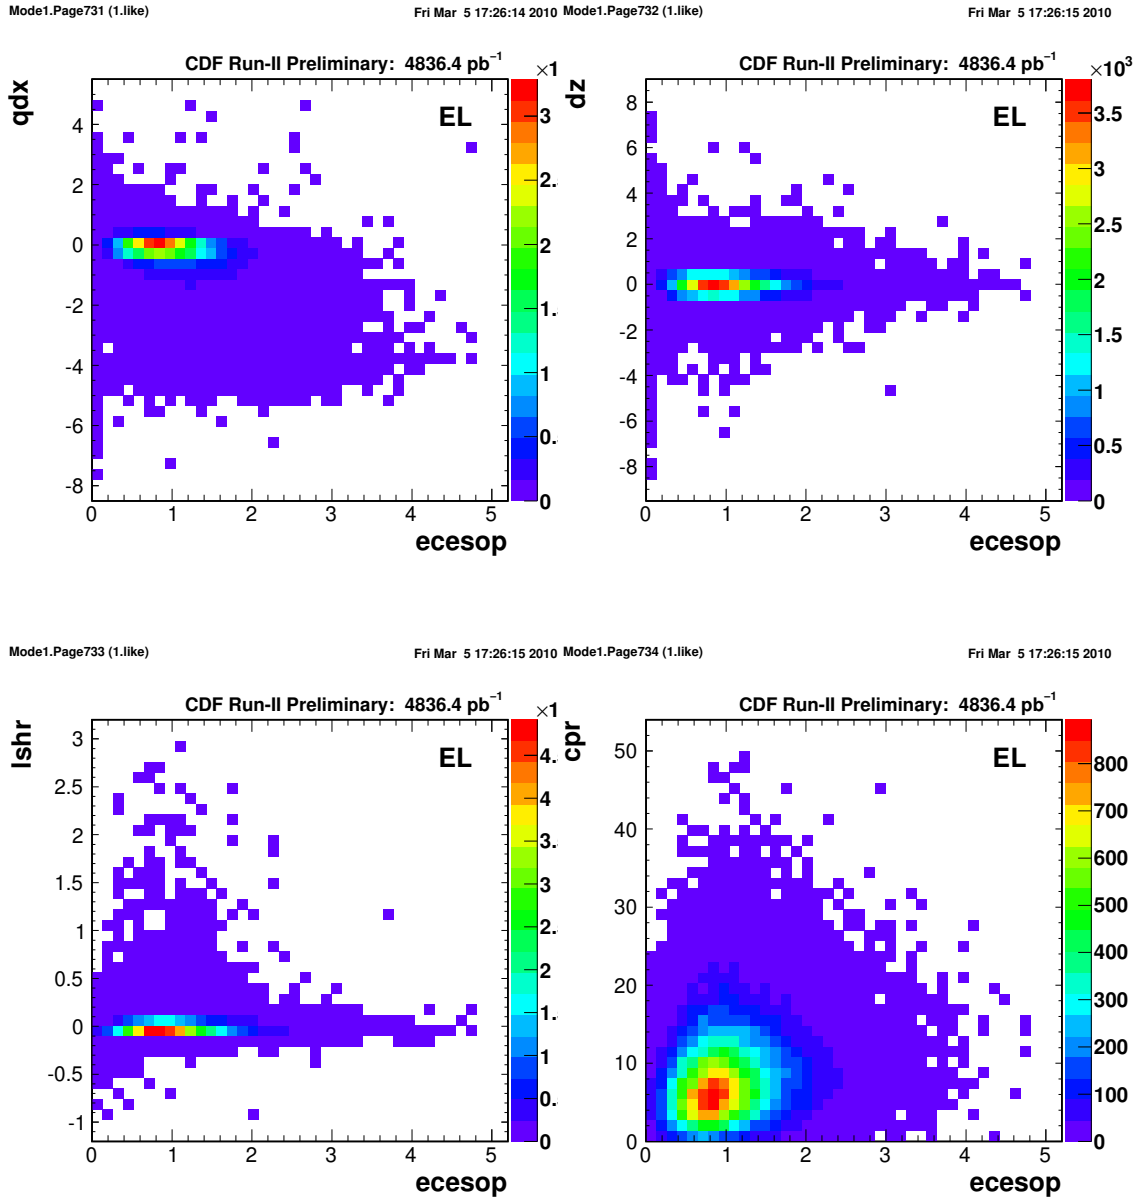 Mode1.Page731 (1.like) Fri Mar 5 17:26:14 2010
CDF Run-II Preliminary: 4836.4 pb⁻¹
qdx
×1
EL
4
2
0
-2
-4
-6
-8
3
2.
2
1.
1
0.
0
0 1 2 3 4 5
ecesop
Mode1.Page732 (1.like) Fri Mar 5 17:26:15 2010
CDF Run-II Preliminary: 4836.4 pb⁻¹
dz
×10³
EL
8
6
4
2
0
-2
-4
-6
-8
3.5
3
2.5
2
1.5
1
0.5
0
0 1 2 3 4 5
ecesop
Mode1.Page733 (1.like) Fri Mar 5 17:26:15 2010
CDF Run-II Preliminary: 4836.4 pb⁻¹
lshr
×1
EL
3
2.5
2
1.5
1
0.5
0
-0.5
-1
4.
4
3.
3
2.
2
1.
1
0.
0
0 1 2 3 4 5
ecesop
Mode1.Page734 (1.like) Fri Mar 5 17:26:15 2010
CDF Run-II Preliminary: 4836.4 pb⁻¹
cpr
EL
50
40
30
20
10
0
800
700
600
500
400
300
200
100
0
0 1 2 3 4 5
ecesop